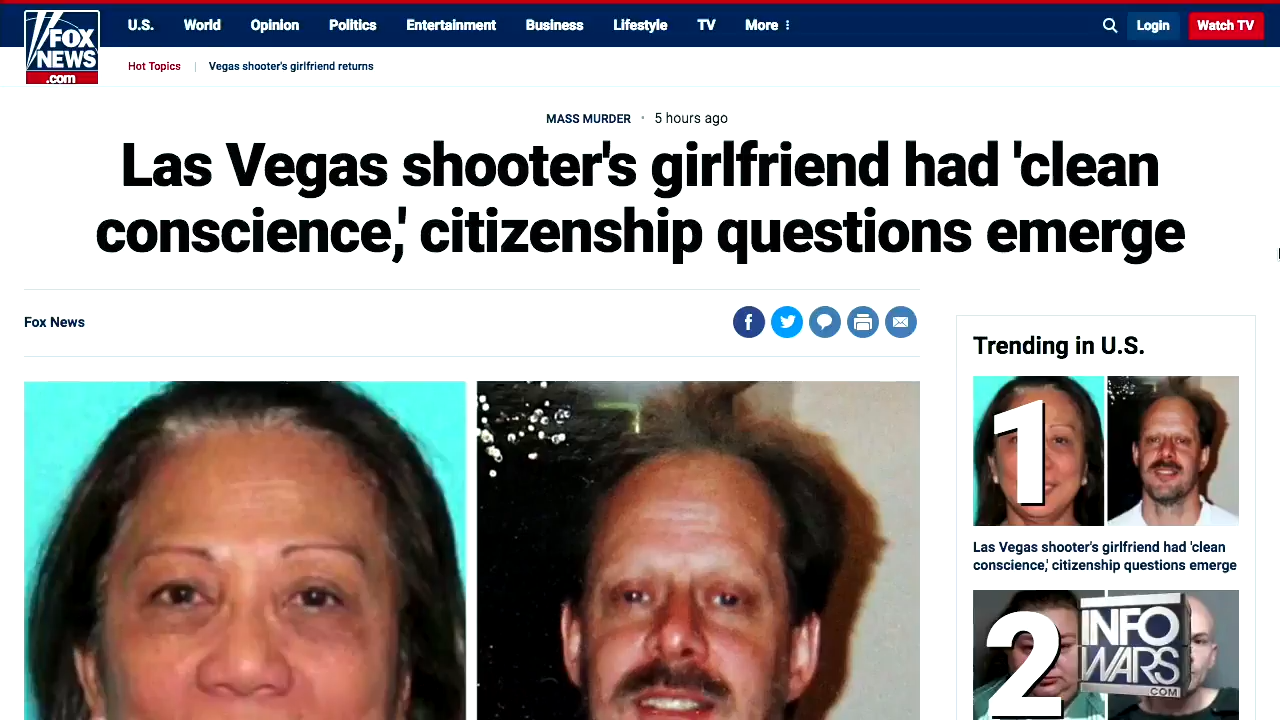 FOX
NEWS
.com
U.S. World Opinion Politics Entertainment Business Lifestyle TV More
Login
Watch TV
Hot Topics
Vegas shooter's girlfriend returns
MASS MURDER • 5 hours ago
Las Vegas shooter's girlfriend had 'clean
conscience,' citizenship questions emerge
Fox News
Trending in U.S.
1
Las Vegas shooter's girlfriend had 'clean
conscience,' citizenship questions emerge
2
INFO
WARS
.COM